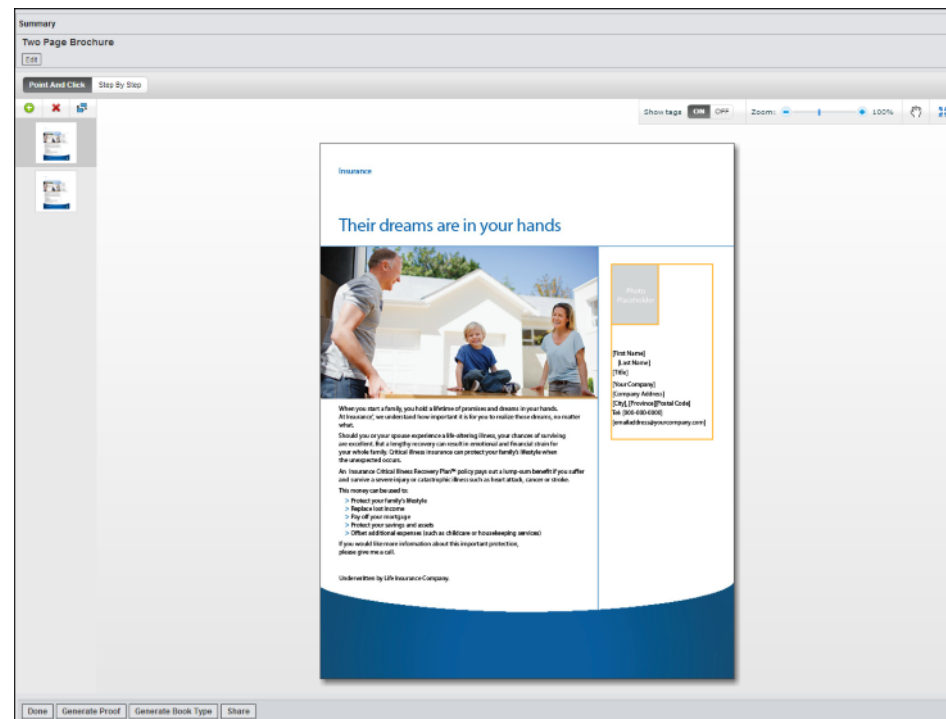 Summary
Two Page Brochure
Edit
Point And Click Step By Step
Show tags ON OFF Zoom: 100%
Insurance
Their dreams are in your hands
Photo
Placeholder
[First Name]
[Last Name]
[Title]
[Your Company]
[Company Address]
[City], [Province][Postal Code]
Tel: [000-000-0000]
[emailaddress@yourcompany.com]
When you start a family, you hold a lifetime of promises and dreams in your hands.
At Insurance', we understand how important it is for you to realize those dreams, no matter
what.
Should you or your spouse experience a life-altering illness, your chances of surviving
are excellent. But a lengthy recovery can result in emotional and financial strain for
your whole family. Critical illness insurance can protect your family's lifestyle when
the unexpected occurs.
An Insurance Critical Illness Recovery Plan™ policy pays out a lump-sum benefit if you suffer
and survive a severe injury or catastrophic illness such as heart attack, cancer or stroke.
This money can be used to:
> Protect your family's lifestyle
> Replace lost income
> Pay off your mortgage
> Protect your savings and assets
> Offset additional expenses (such as childcare or housekeeping services)
If you would like more information about this important protection,
please give me a call.
Underwritten by Life Insurance Company.
Done Generate Proof Generate Book Type Share